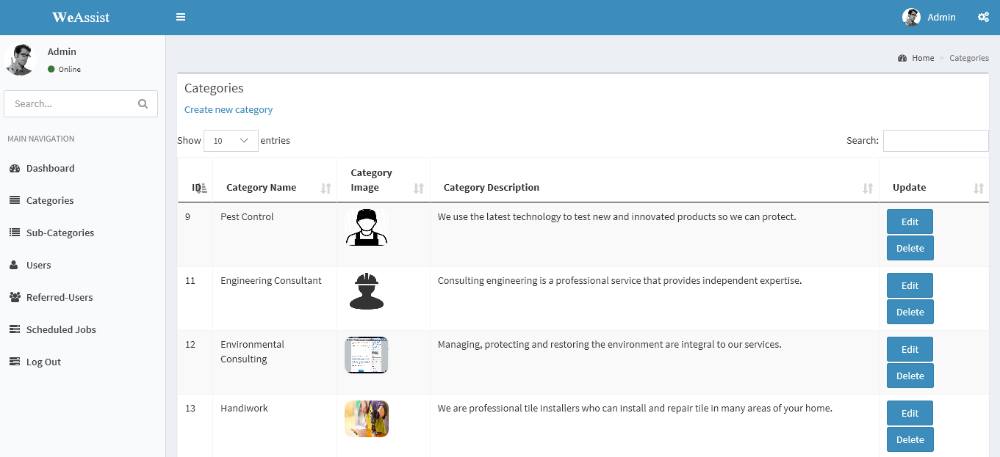 WeAssist
Admin
Admin
Online
Home > Categories
Search...
MAIN NAVIGATION
Dashboard
Categories
Sub-Categories
Users
Referred-Users
Scheduled Jobs
Log Out
Categories
Create new category
Show 10 entries
Search:
ID
Category Name
Category
Image
Category Description
Update
9
Pest Control
We use the latest technology to test new and innovated products so we can protect.
Edit
Delete
11
Engineering Consultant
Consulting engineering is a professional service that provides independent expertise.
Edit
Delete
12
Environmental
Consulting
Managing, protecting and restoring the environment are integral to our services.
Edit
Delete
13
Handiwork
We are professional tile installers who can install and repair tile in many areas of your home.
Edit
Delete